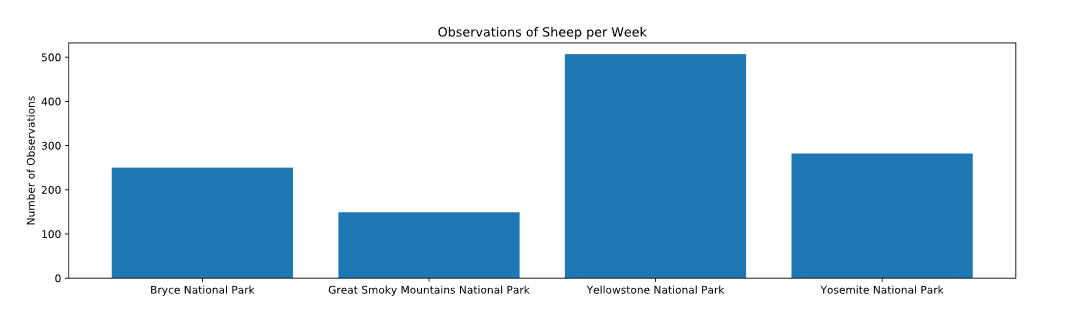 Observations of Sheep per Week
Number of Observations
500
400
300
200
100
0
Bryce National Park
Great Smoky Mountains National Park
Yellowstone National Park
Yosemite National Park